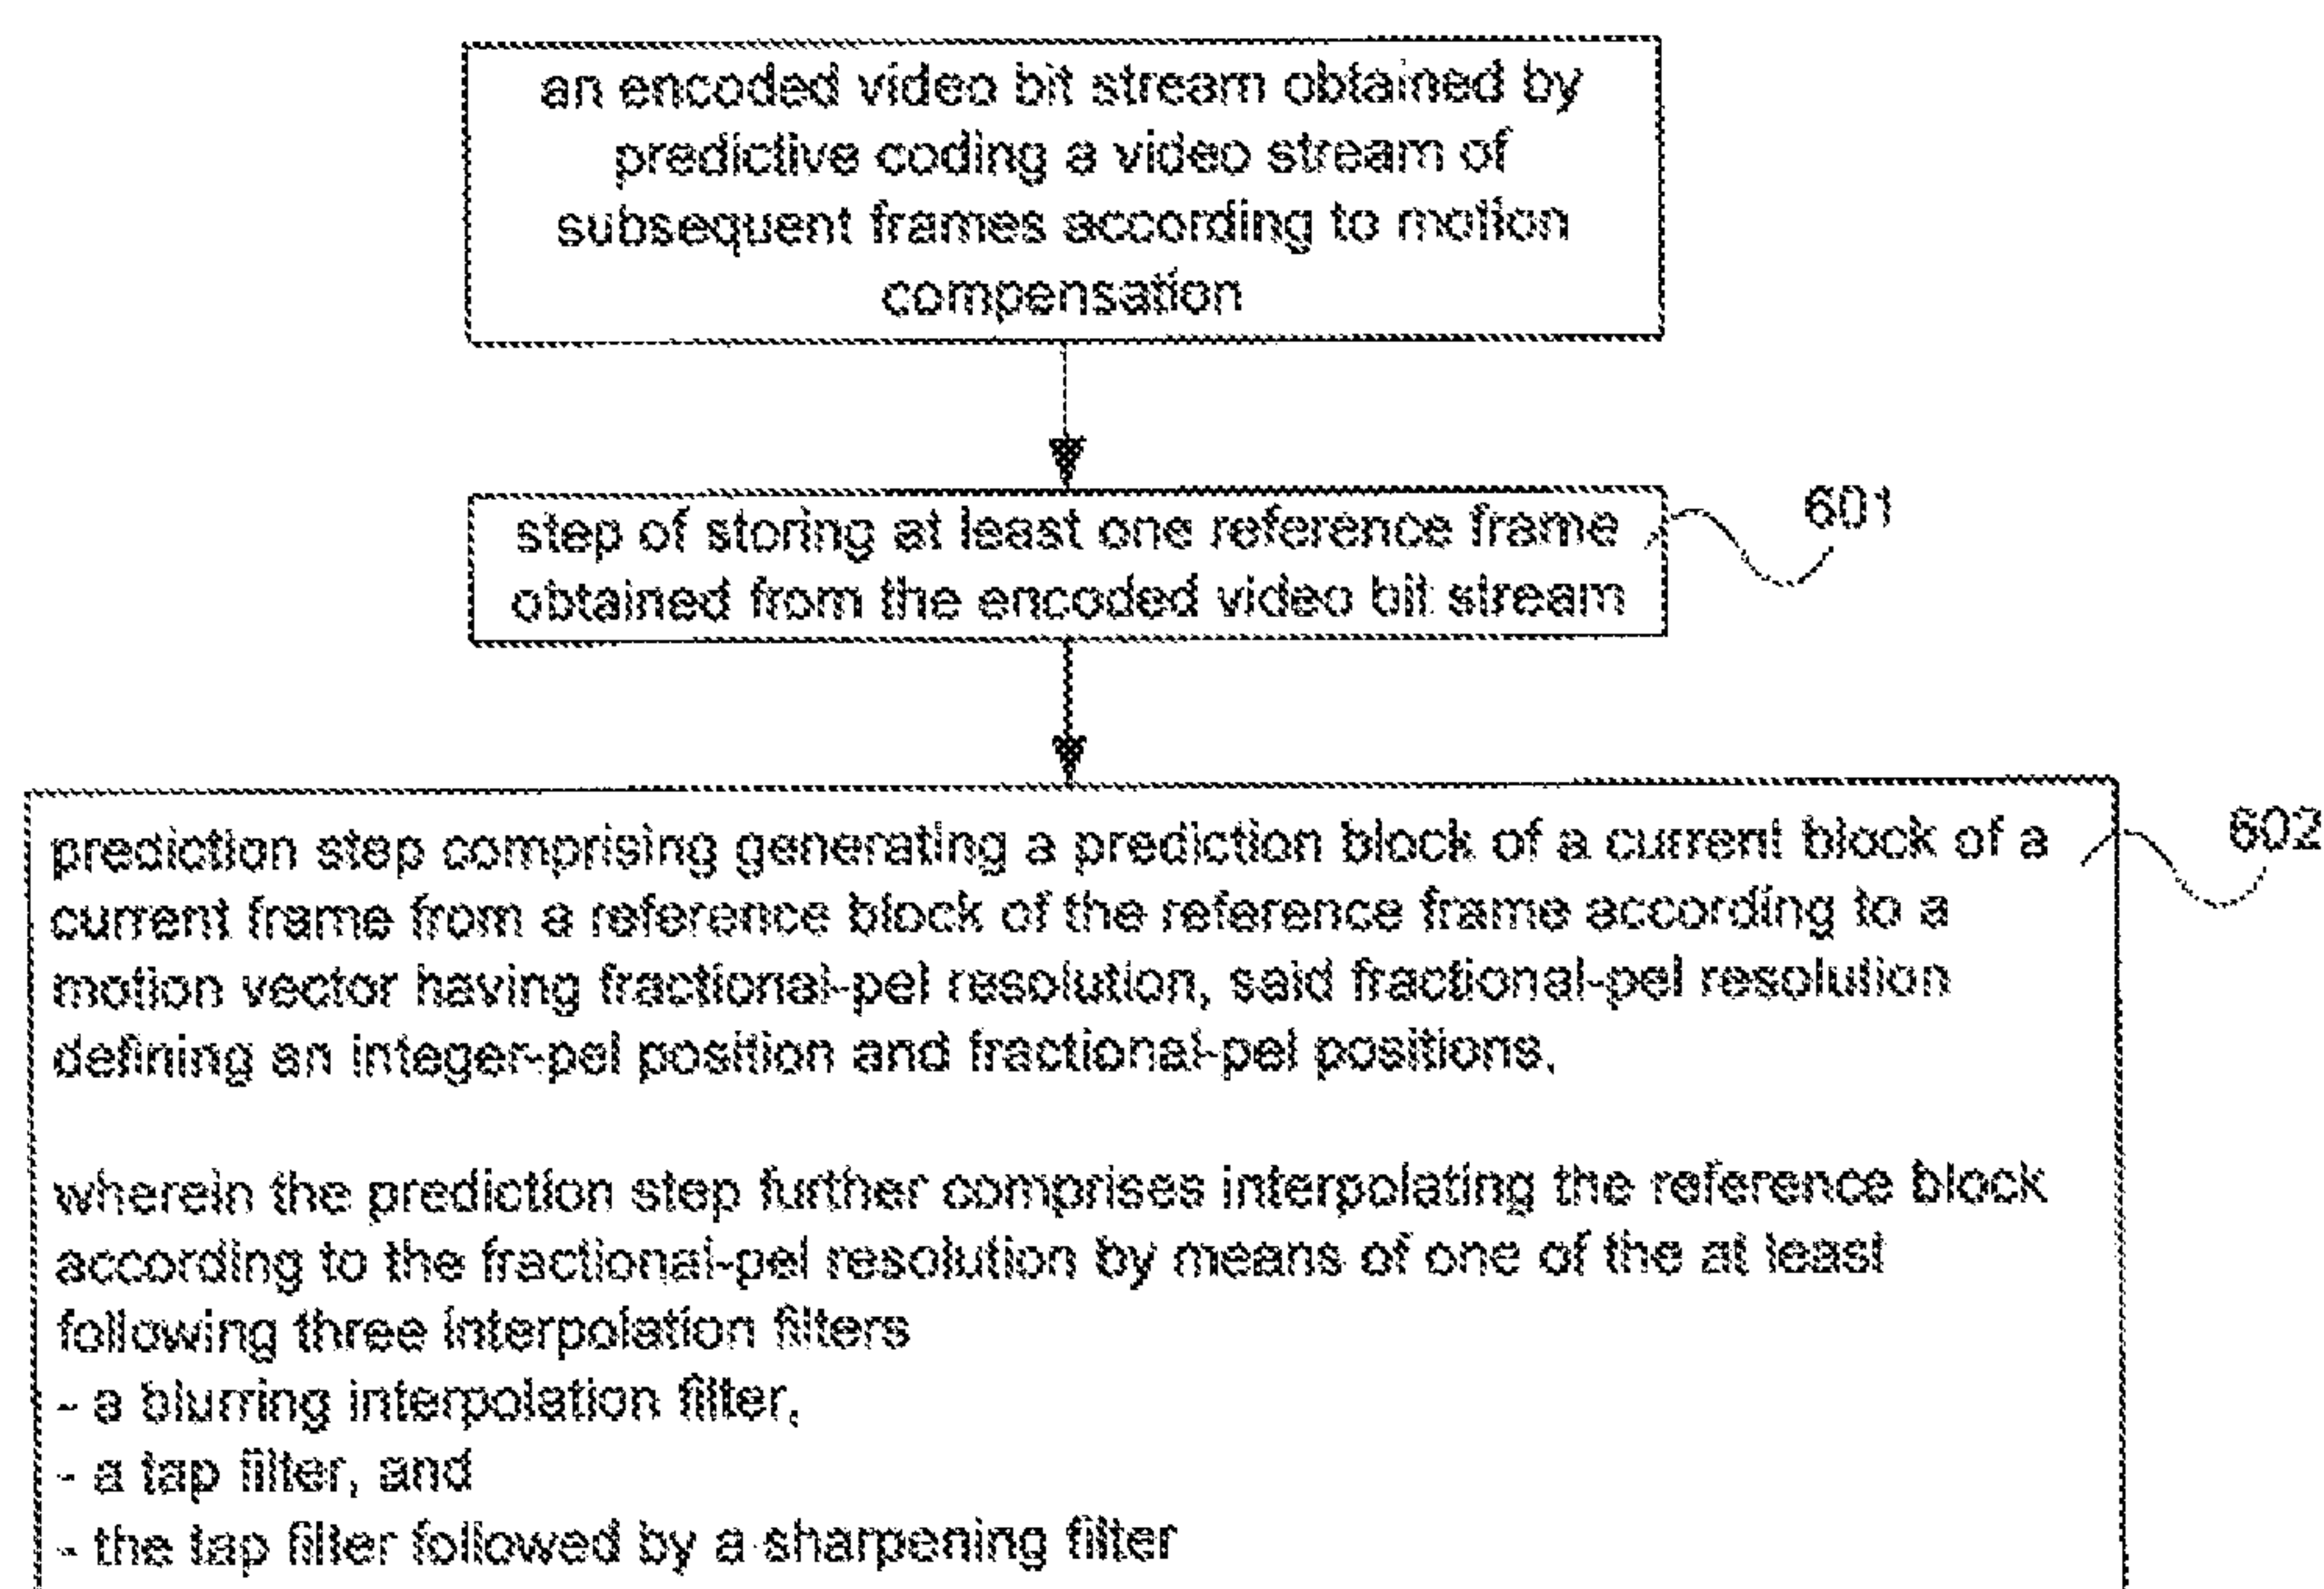 an encoded video bit stream obtained by
predictive coding a video stream of
subsequent frames according to motion
compensation
step of storing at least one reference frame
obtained from the encoded video bit stream
601
prediction step comprising generating a prediction block of a current block of a
current frame from a reference block of the reference frame according to a
motion vector having fractional-pel resolution, said fractional-pel resolution
defining an integer-pel position and fractional-pel positions,
602
wherein the prediction step further comprises interpolating the reference block
according to the fractional-pel resolution by means of one of the at least
following three interpolation filters
- a blurring interpolation filter,
- a tap filter, and
- the tap filter followed by a sharpening filter